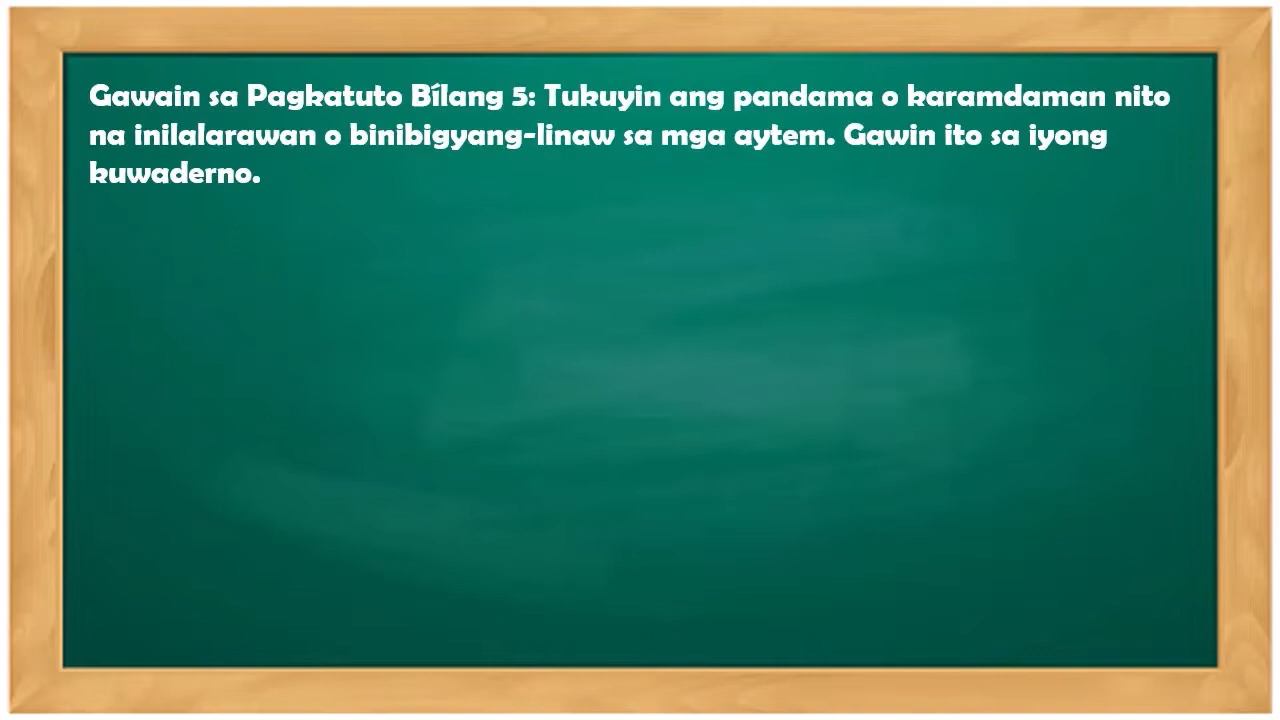 Gawain sa Pagkatuto Bílang 5: Tukuyin ang pandama o karamdaman nito
na inilalarawan o binibigyang-linaw sa mga aytem. Gawin ito sa iyong
kuwaderno.